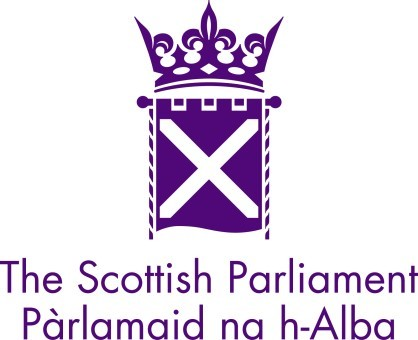 The Scottish Parliament
Pàrlamaid na h-Alba